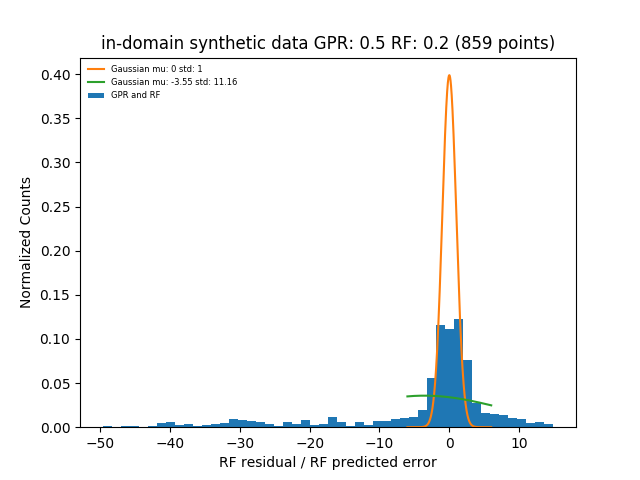 in-domain synthetic data GPR: 0.5 RF: 0.2 (859 points)
Gaussian mu: 0 std: 1
Gaussian mu: -3.55 std: 11.16
GPR and RF
0.40
0.35
0.30
0.25
0.20
0.15
0.10
0.05
0.00
Normalized Counts
−50 −40 −30 −20 −10 0 10
RF residual / RF predicted error